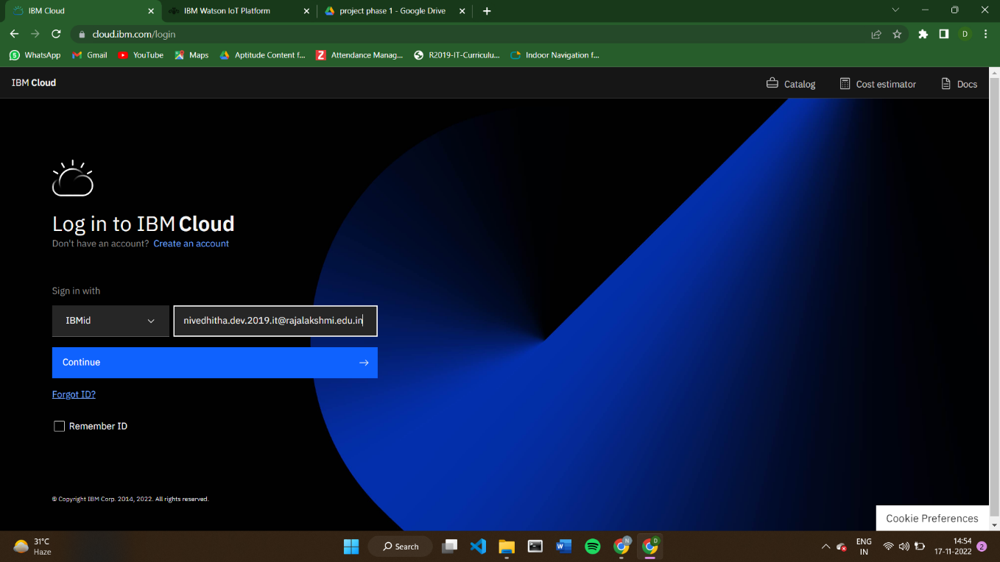 IBM Cloud
IBM Watson IoT Platform
project phase 1 - Google Drive
cloud.ibm.com/login
D
WhatsApp
Gmail
YouTube
Maps
Aptitude Content f...
Attendance Manag...
R2019-IT-Curriculu...
Indoor Navigation f...
IBM Cloud
Catalog
Cost estimator
Docs
Log in to IBM Cloud
Don't have an account? Create an account
Sign in with
IBMid
nivedhitha.dev.2019.it@rajalakshmi.edu.in
Continue
Forgot ID?
Remember ID
© Copyright IBM Corp. 2014, 2022. All rights reserved.
Cookie Preferences
31°C
Haze
Search
N
D
ENG
IN
14:54
17-11-2022
2